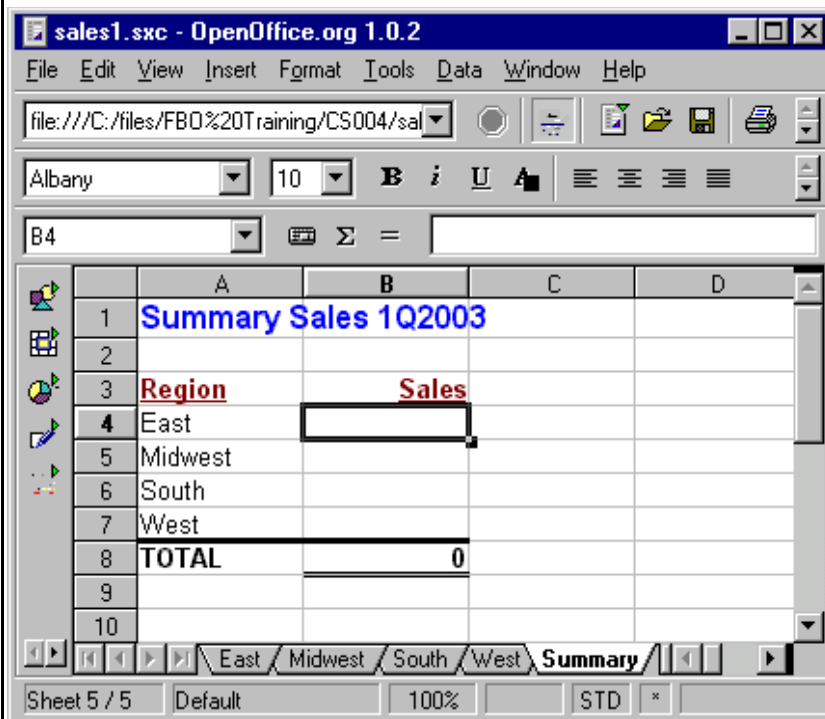 sales1.sxc - OpenOffice.org 1.0.2
File Edit View Insert Format Tools Data Window Help
file:///C:/files/FBO%20Training/CS004/sal
Albany 10 B i U A
B4 Σ =
A B C D
1 Summary Sales 1Q2003
2
3 Region Sales
4 East
5 Midwest
6 South
7 West
8 TOTAL 0
9
10
East Midwest South West Summary
Sheet 5 / 5 Default 100% STD *